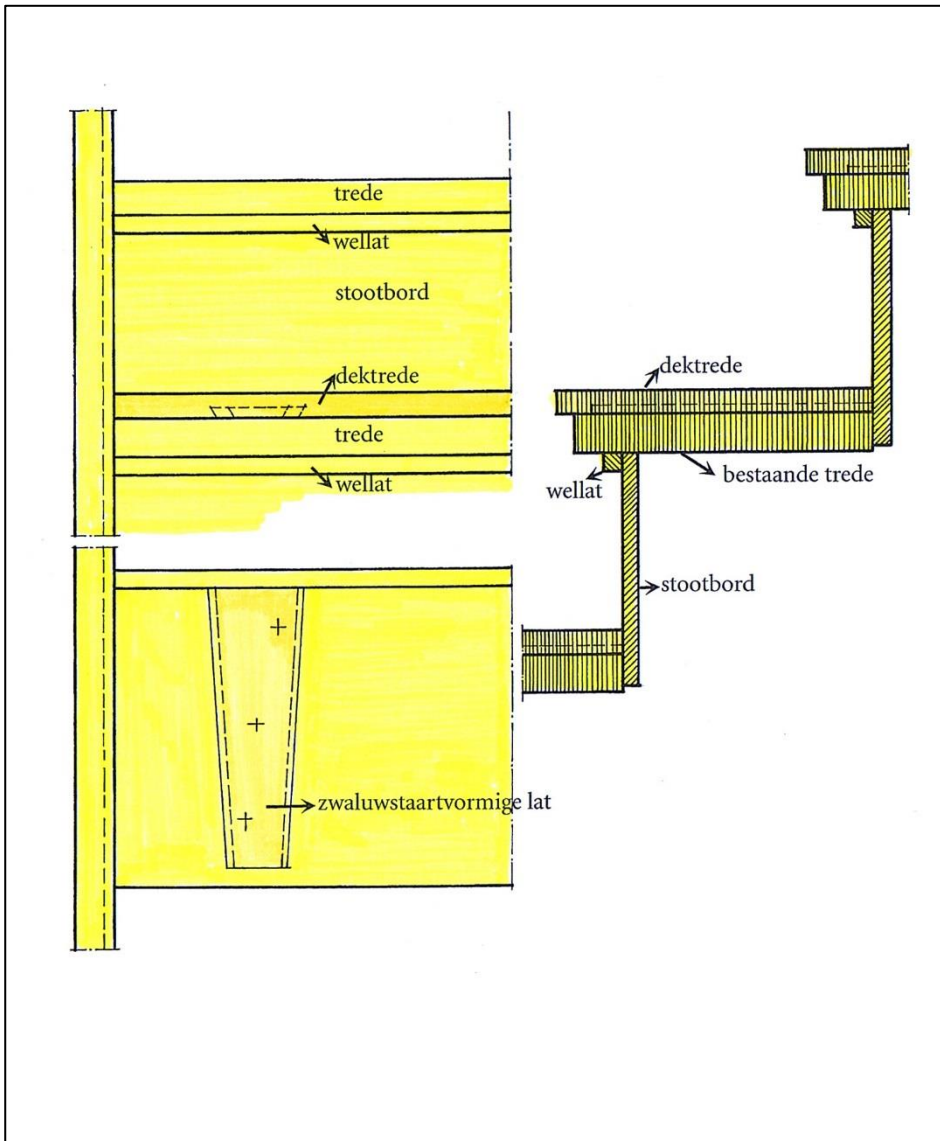 trede
wellat
stootbord
dektrede
trede
wellat
zwaluwstaartvormige lat
dektrede
wellat
bestaande trede
stootbord